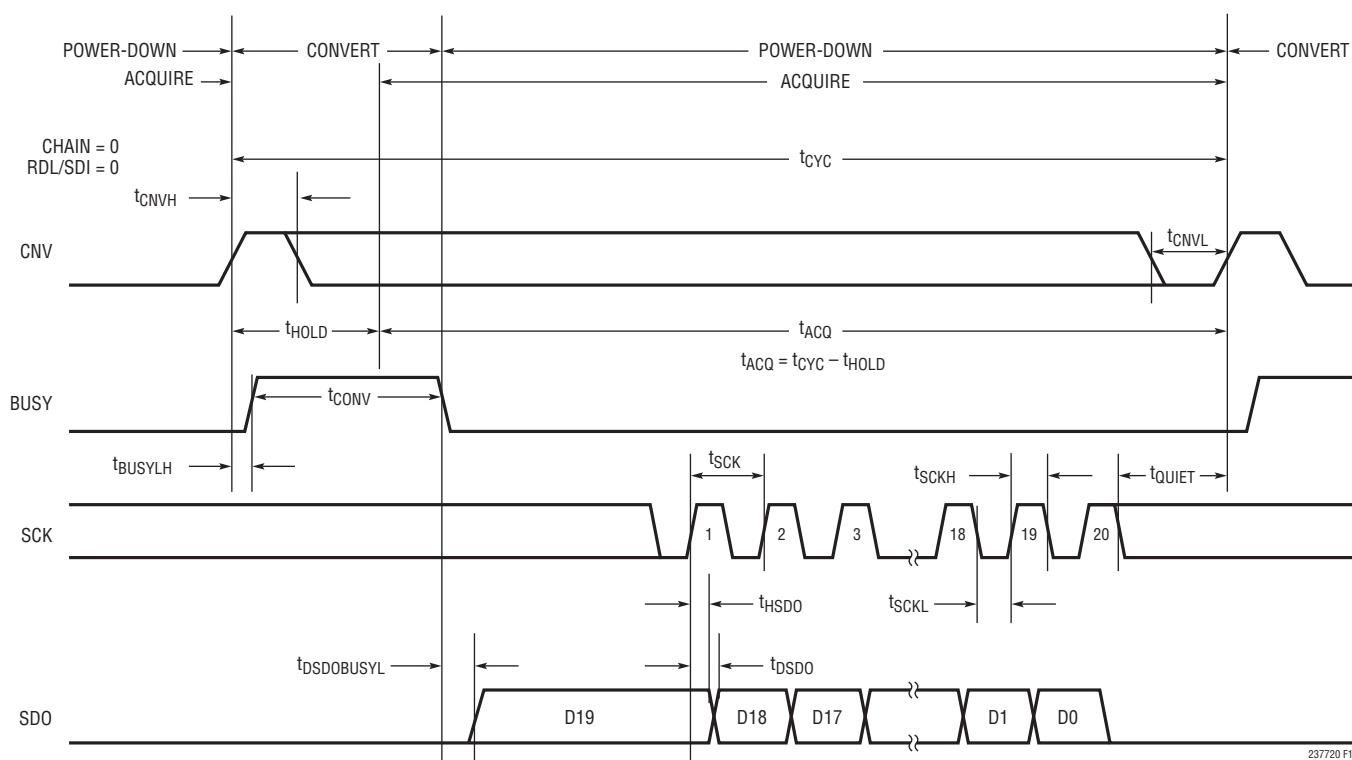 POWER-DOWN CONVERT POWER-DOWN CONVERT
ACQUIRE ACQUIRE
CHAIN = 0
RDL/SDI = 0
tCYC
tCNVH
CNV
tCNVL
tHOLD tACQ
tACQ = tCYC – tHOLD
BUSY
tCONV
tBUSYLH
tSCK tSCKH tQUIET
SCK
1 2 3 18 19 20
tHSDO tSCKL
tDSDOBUSYL tDSDO
SDO
D19 D18 D17 D1 D0